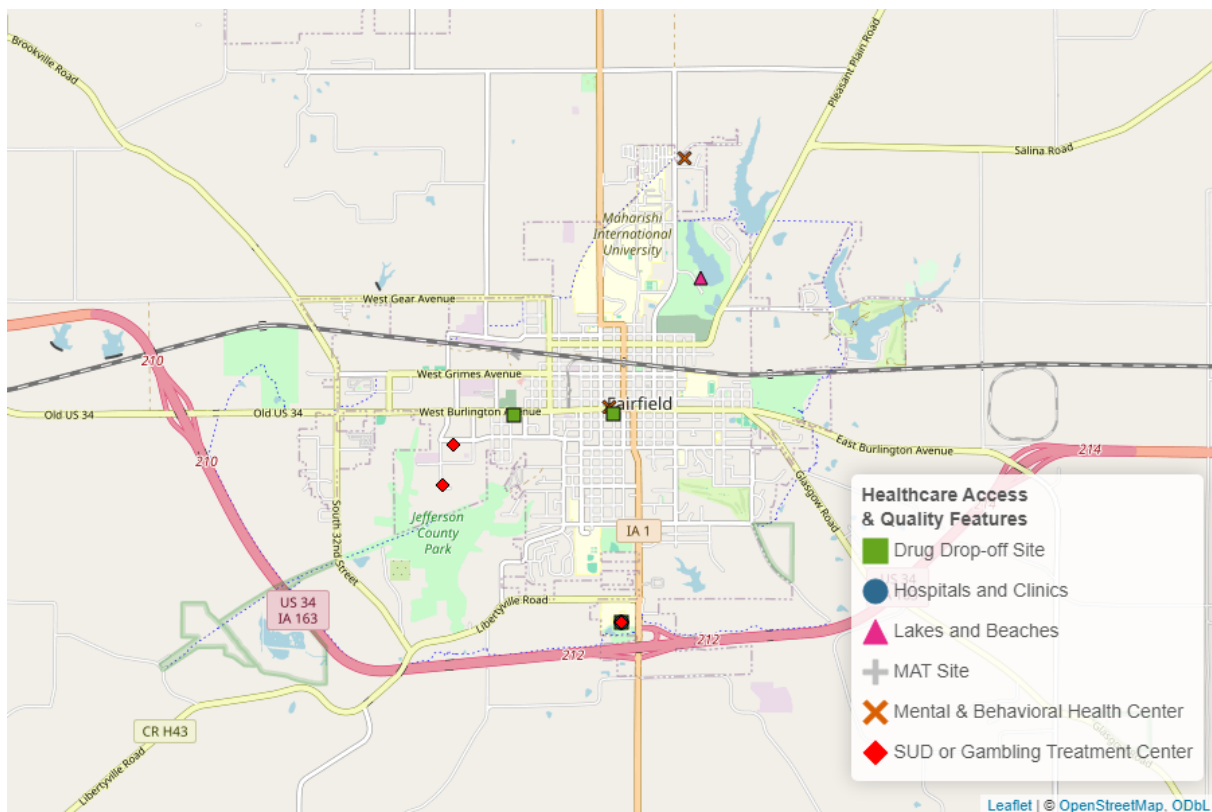 Brookville Road
Pleasant Plain Road
Salina Road
Maharishi
International
University
West Gear Avenue
210
West Grimes Avenue
Old US 34
Old US 34
West Burlington Avenue
Fairfield
East Burlington Avenue
210
214
Glasgow Road
South 32nd Street
Jefferson
County
Park
IA 1
US 34
US 34
IA 163
Libertyville Road
212
212
CR H43
Libertyville Road
Healthcare Access
& Quality Features
Drug Drop-off Site
Hospitals and Clinics
Lakes and Beaches
MAT Site
Mental & Behavioral Health Center
SUD or Gambling Treatment Center
Leaflet | © OpenStreetMap, ODbL